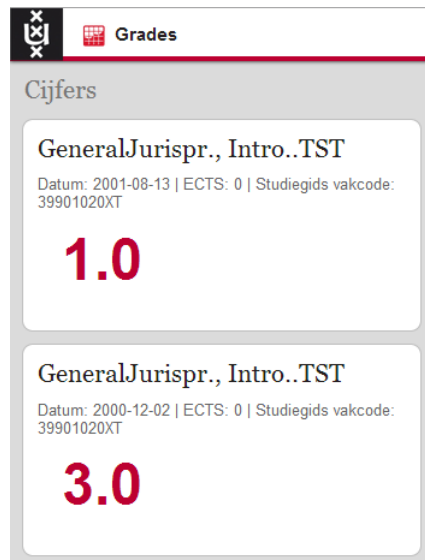 Grades
Cijfers
GeneralJurispr., Intro..TST
Datum: 2001-08-13 | ECTS: 0 | Studiegids vakcode:
39901020XT
1.0
GeneralJurispr., Intro..TST
Datum: 2000-12-02 | ECTS: 0 | Studiegids vakcode:
39901020XT
3.0